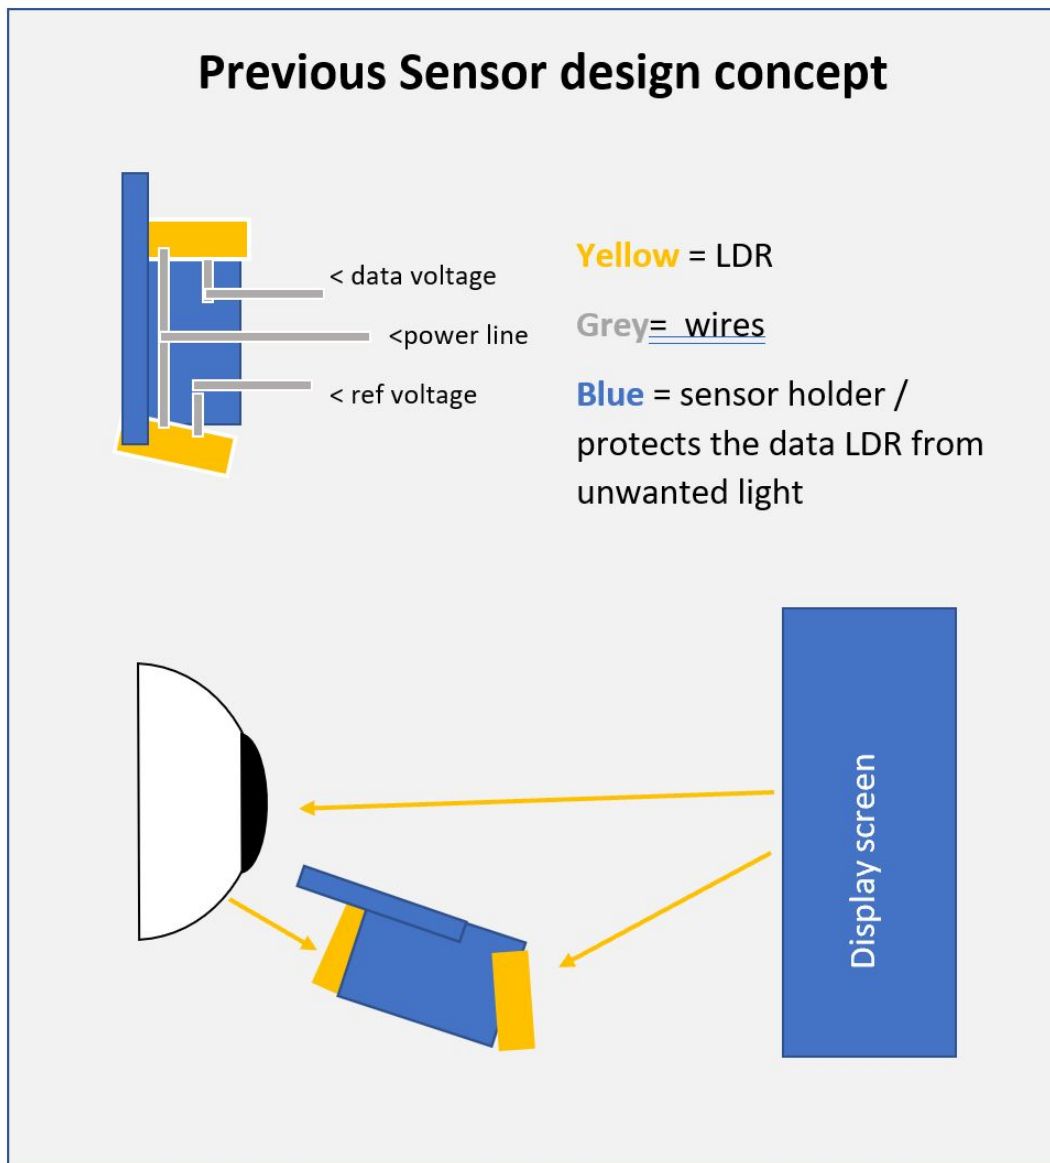 Previous Sensor design concept
< data voltage
<power line
< ref voltage
Yellow = LDR
Grey=  wires
Blue = sensor holder /
protects the data LDR from
unwanted light
Display screen